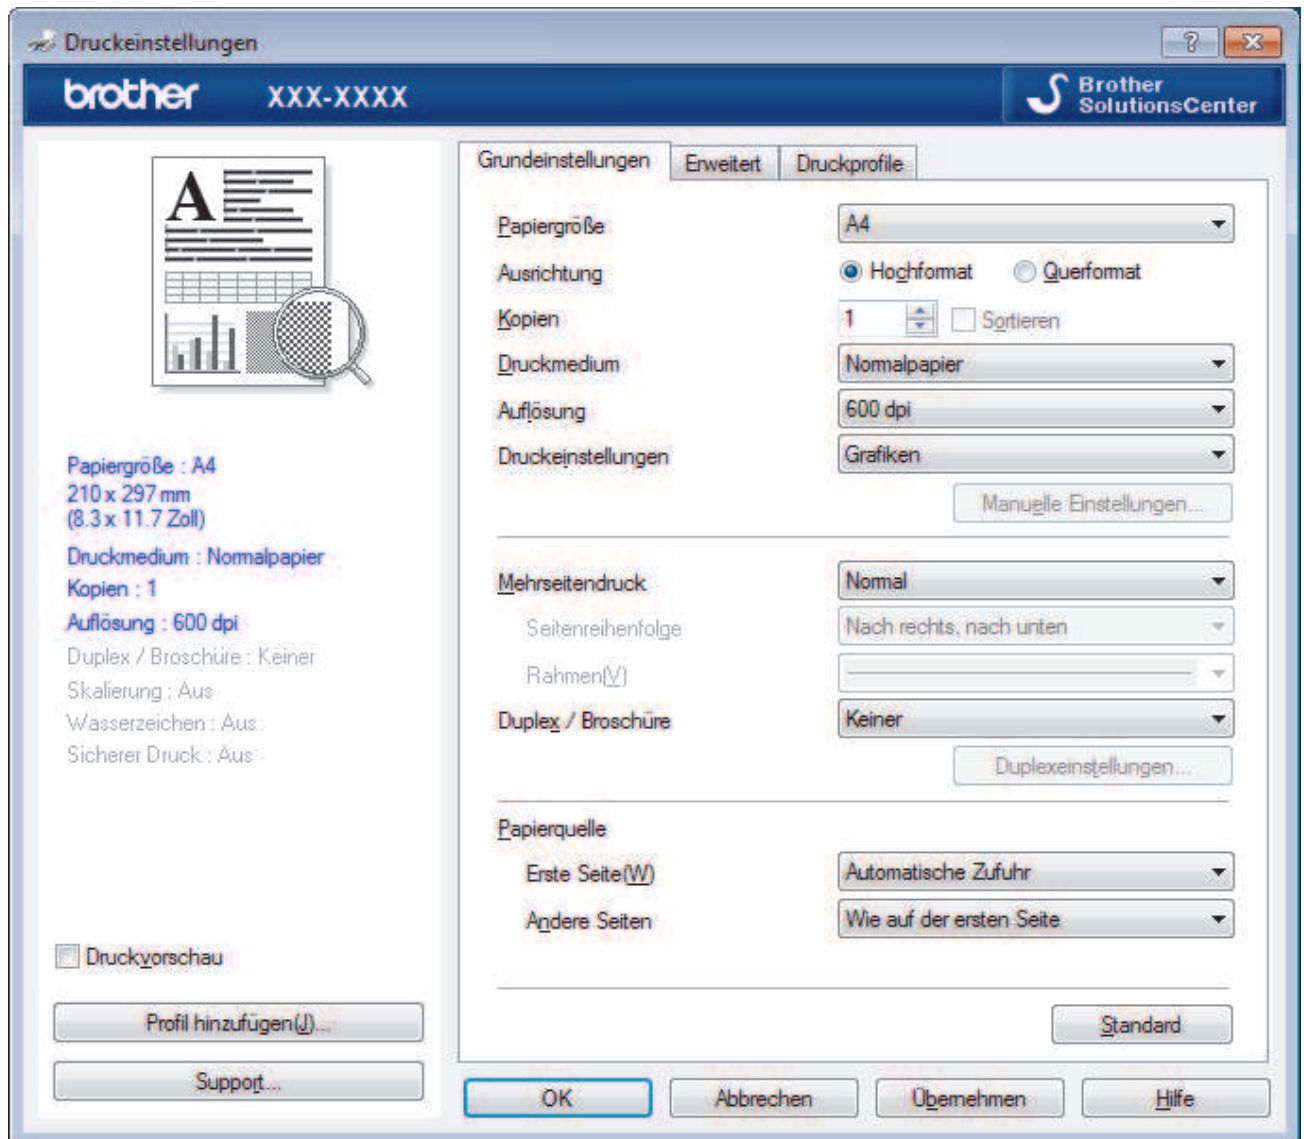 Druckeinstellungen
brother XXX-XXXX
Brother
SolutionsCenter
A
Papiergröße : A4
210 x 297 mm
(8.3 x 11.7 Zoll)
Druckmedium : Normalpapier
Kopien : 1
Auflösung : 600 dpi
Duplex / Broschüre : Keiner
Skalierung : Aus
Wasserzeichen : Aus
Sicherer Druck : Aus
Druckvorschau
Profil hinzufügen(J)...
Support...
Grundeinstellungen Erweitert Druckprofile
Papiergröße A4
Ausrichtung Hochformat Querformat
Kopien 1 Sortieren
Druckmedium Normalpapier
Auflösung 600 dpi
Druckeinstellungen Grafiken
Manuelle Einstellungen...
Mehrseitendruck Normal
Seitenreihenfolge Nach rechts, nach unten
Rahmen(V)
Duplex / Broschüre Keiner
Duplexeinstellungen...
Papierquelle
Erste Seite(W) Automatische Zufuhr
Andere Seiten Wie auf der ersten Seite
Standard
OK Abbrechen Übernehmen Hilfe